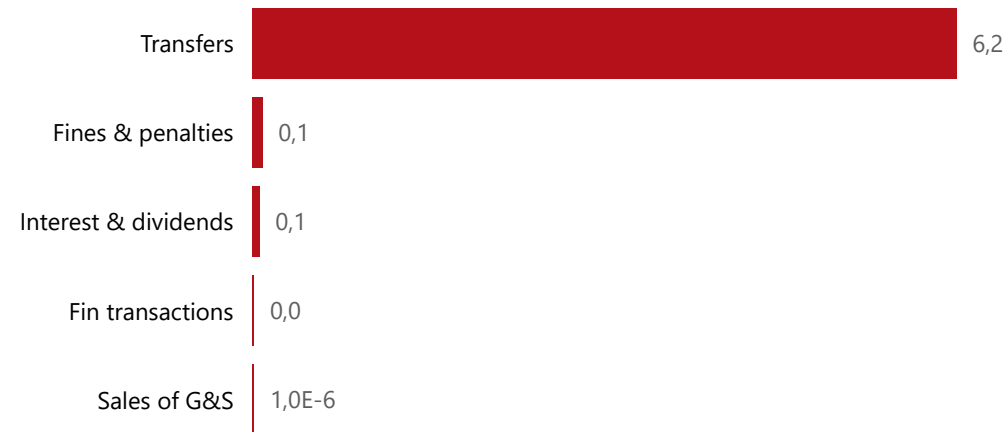 Transfers 6,2
Fines & penalties 0,1
Interest & dividends 0,1
Fin transactions 0,0
Sales of G&S 1,0E-6